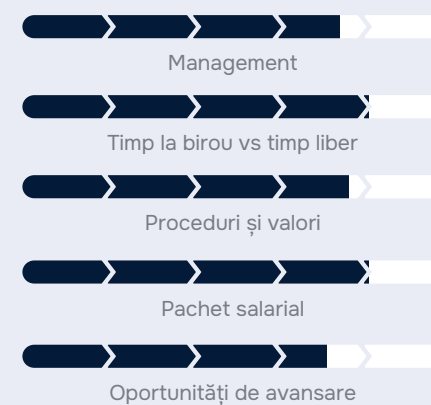 Management
Timp la birou vs timp liber
Proceduri și valori
Pachet salarial
Oportunități de avansare